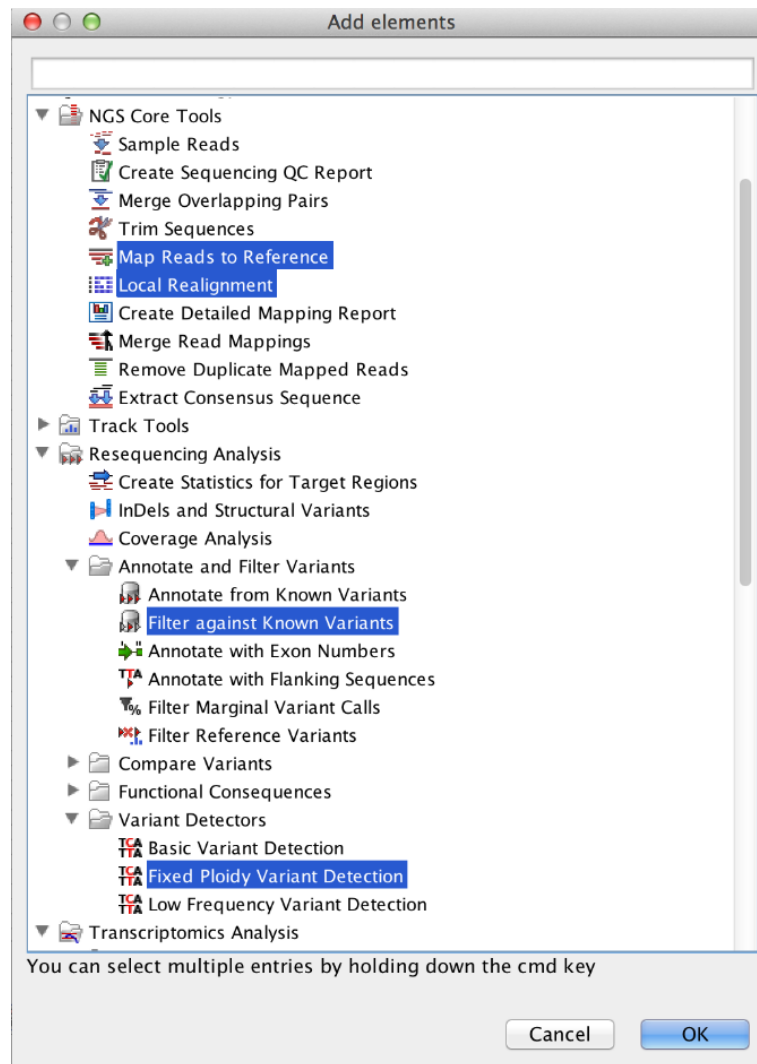 Add elements
NGS Core Tools
Sample Reads
Create Sequencing QC Report
Merge Overlapping Pairs
Trim Sequences
Map Reads to Reference
Local Realignment
Create Detailed Mapping Report
Merge Read Mappings
Remove Duplicate Mapped Reads
Extract Consensus Sequence
Track Tools
Resequencing Analysis
Create Statistics for Target Regions
InDels and Structural Variants
Coverage Analysis
Annotate and Filter Variants
Annotate from Known Variants
Filter against Known Variants
Annotate with Exon Numbers
Annotate with Flanking Sequences
Filter Marginal Variant Calls
Filter Reference Variants
Compare Variants
Functional Consequences
Variant Detectors
Basic Variant Detection
Fixed Ploidy Variant Detection
Low Frequency Variant Detection
Transcriptomics Analysis
You can select multiple entries by holding down the cmd key
Cancel OK